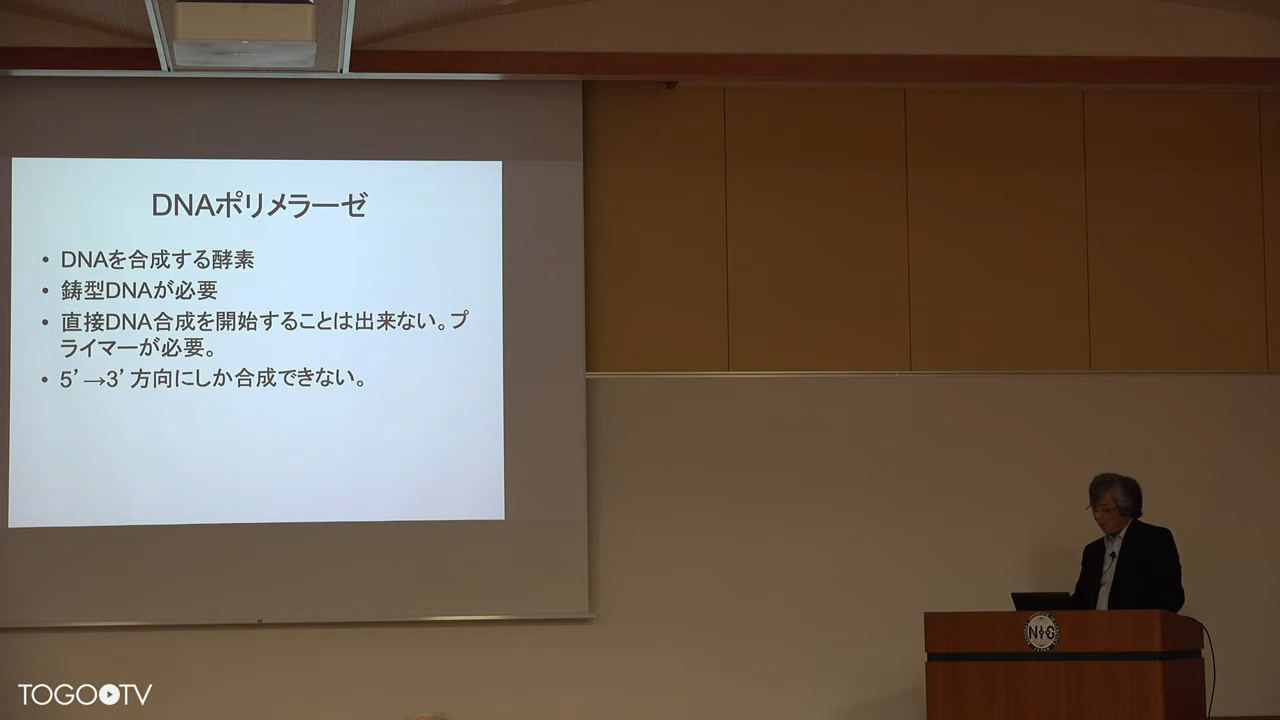 DNAポリメラーゼ
• DNAを合成する酵素
• 鋳型DNAが必要
• 直接DNA合成を開始することは出来ない。プ
ライマーが必要。
• 5’→3’方向にしか合成できない。
NIG
TOGOTV